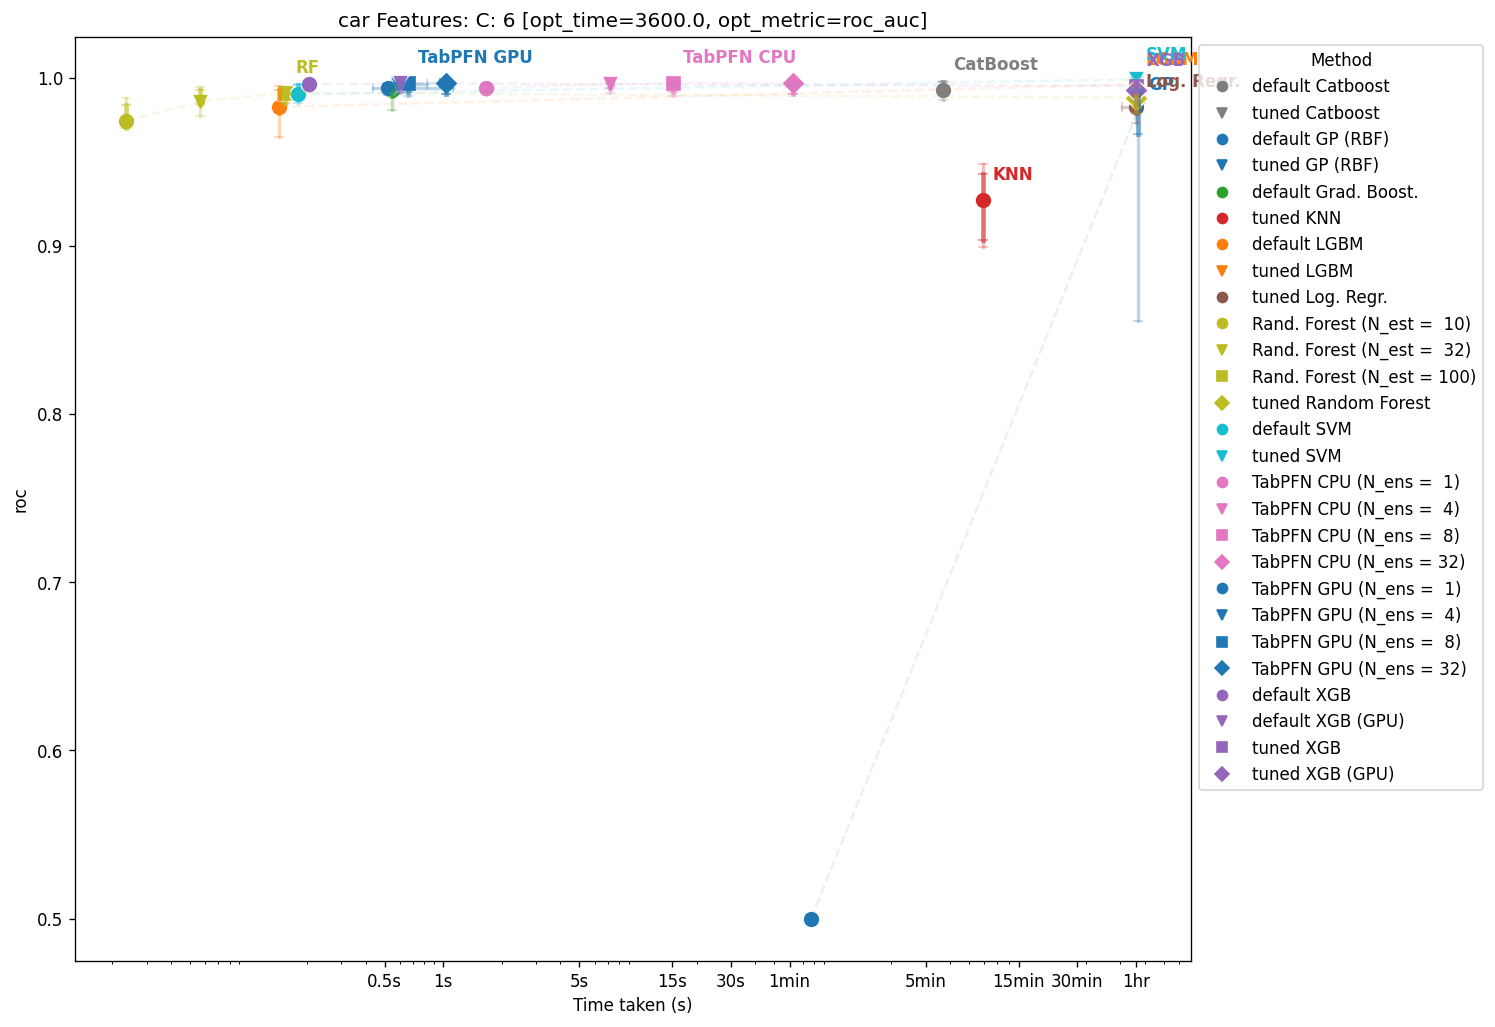 car Features: C: 6 [opt_time=3600.0, opt_metric=roc_auc]
RF
TabPFN GPU
TabPFN CPU
CatBoost
SVM
XGB
GP
Log. Regr.
KNN
1.0
0.9
0.8
0.7
0.6
0.5
roc
0.5s
1s
5s
15s
30s
1min
5min
15min
30min
1hr
Time taken (s)
Method
default Catboost
tuned Catboost
default GP (RBF)
tuned GP (RBF)
default Grad. Boost.
tuned KNN
default LGBM
tuned LGBM
tuned Log. Regr.
Rand. Forest (N_est =  10)
Rand. Forest (N_est =  32)
Rand. Forest (N_est = 100)
tuned Random Forest
default SVM
tuned SVM
TabPFN CPU (N_ens =  1)
TabPFN CPU (N_ens =  4)
TabPFN CPU (N_ens =  8)
TabPFN CPU (N_ens = 32)
TabPFN GPU (N_ens =  1)
TabPFN GPU (N_ens =  4)
TabPFN GPU (N_ens =  8)
TabPFN GPU (N_ens = 32)
default XGB
default XGB (GPU)
tuned XGB
tuned XGB (GPU)